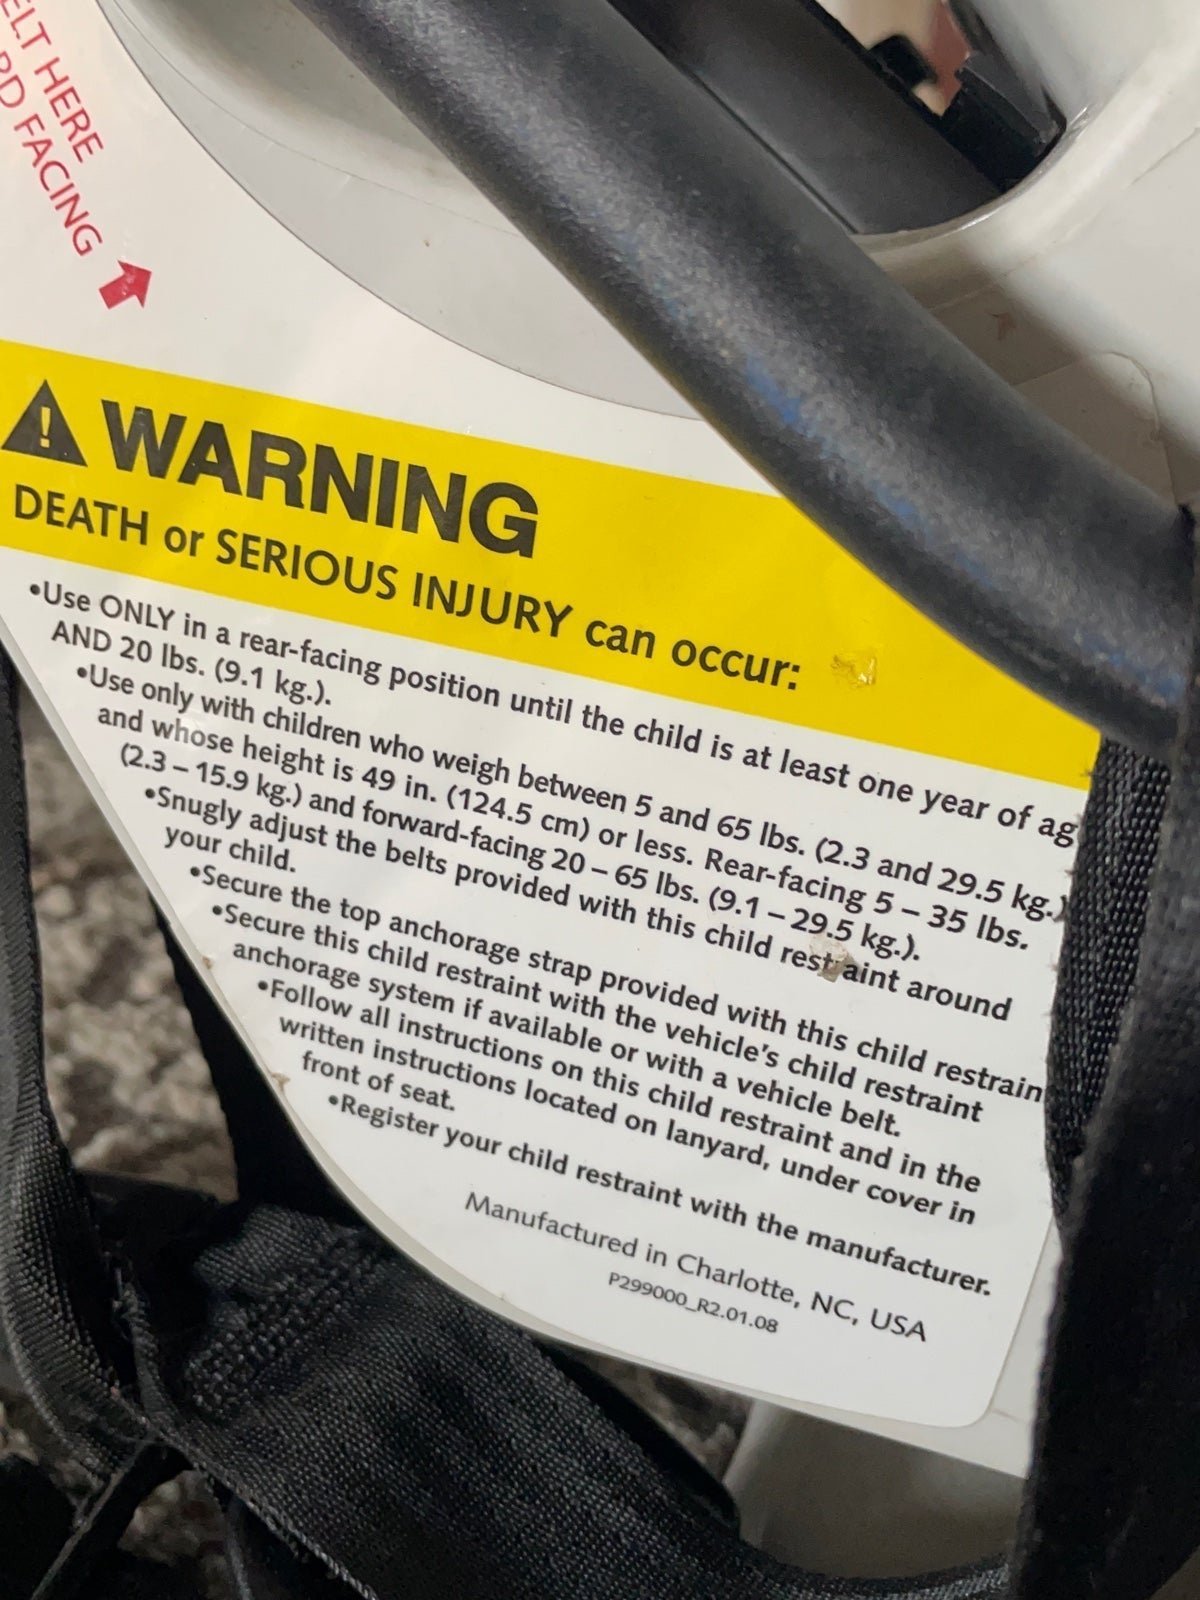 ELT HERE
RD FACING
WARNING
DEATH or SERIOUS INJURY can occur:
•Use ONLY in a rear-facing position until the child is at least one year of ag
AND 20 lbs. (9.1 kg.).
•Use only with children who weigh between 5 and 65 lbs. (2.3 and 29.5 kg.)
and whose height is 49 in. (124.5 cm) or less. Rear-facing 5 – 35 lbs.
(2.3 – 15.9 kg.) and forward-facing 20 – 65 lbs. (9.1 – 29.5 kg.).
•Snugly adjust the belts provided with this child restraint around
your child.
•Secure the top anchorage strap provided with this child restrain
•Secure this child restraint with the vehicle's child restraint
anchorage system if available or with a vehicle belt.
•Follow all instructions on this child restraint and in the
written instructions located on lanyard, under cover in
front of seat.
•Register your child restraint with the manufacturer.
Manufactured in Charlotte, NC, USA
P299000_R2.01.08